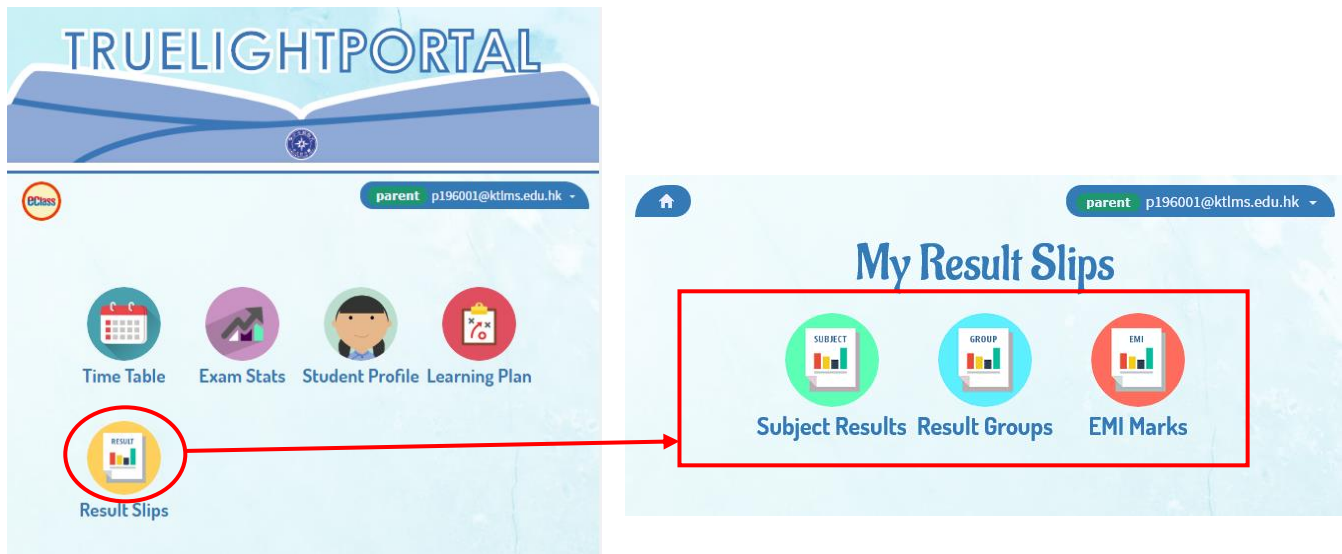 TRUELIGHTPORTAL
eClass
parent p196001@ktlms.edu.hk
Time Table
Exam Stats
Student Profile
Learning Plan
RESULT
Result Slips
parent p196001@ktlms.edu.hk
My Result Slips
SUBJECT
GROUP
EMI
Subject Results
Result Groups
EMI Marks